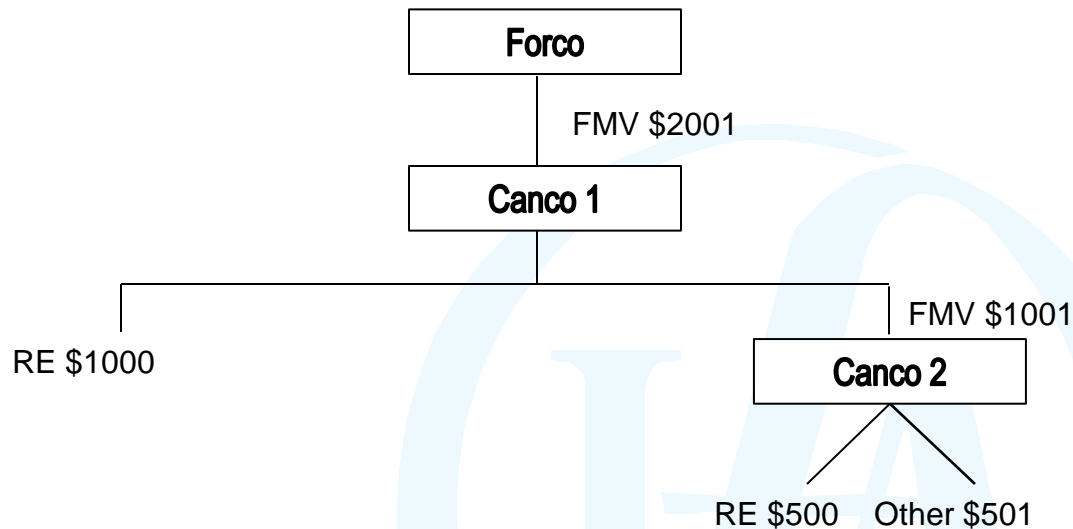 Forco
FMV $2001
Canco 1
FMV $1001
RE $1000
Canco 2
RE $500 Other $501